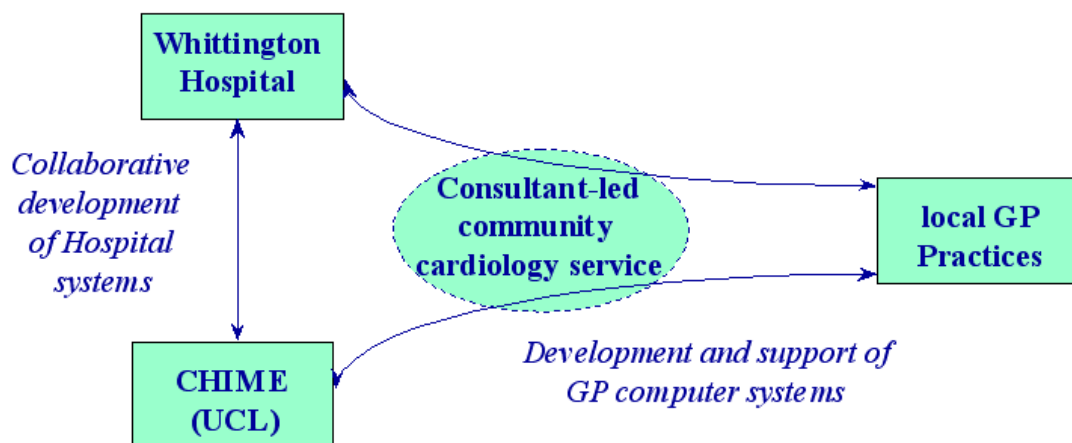 Whittington
Hospital
Collaborative
development
of Hospital
systems
Consultant-led
community
cardiology service
local GP
Practices
CHIME
(UCL)
Development and support of
GP computer systems